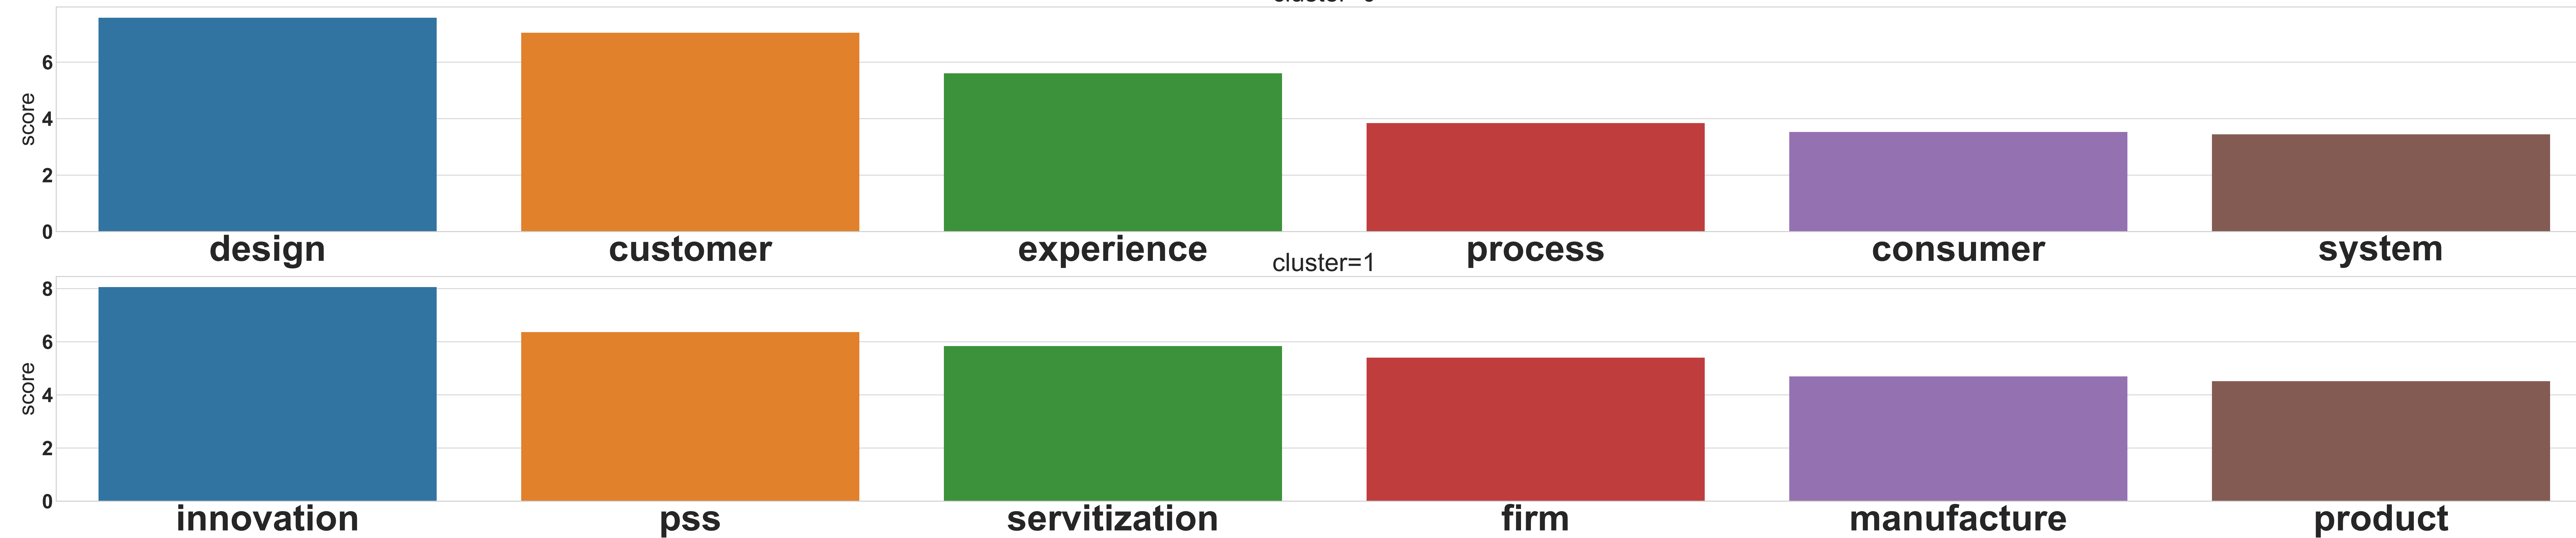 score
6
4
2
0
design customer experience process consumer system
cluster=1
score
8
6
4
2
0
innovation pss servitization firm manufacture product